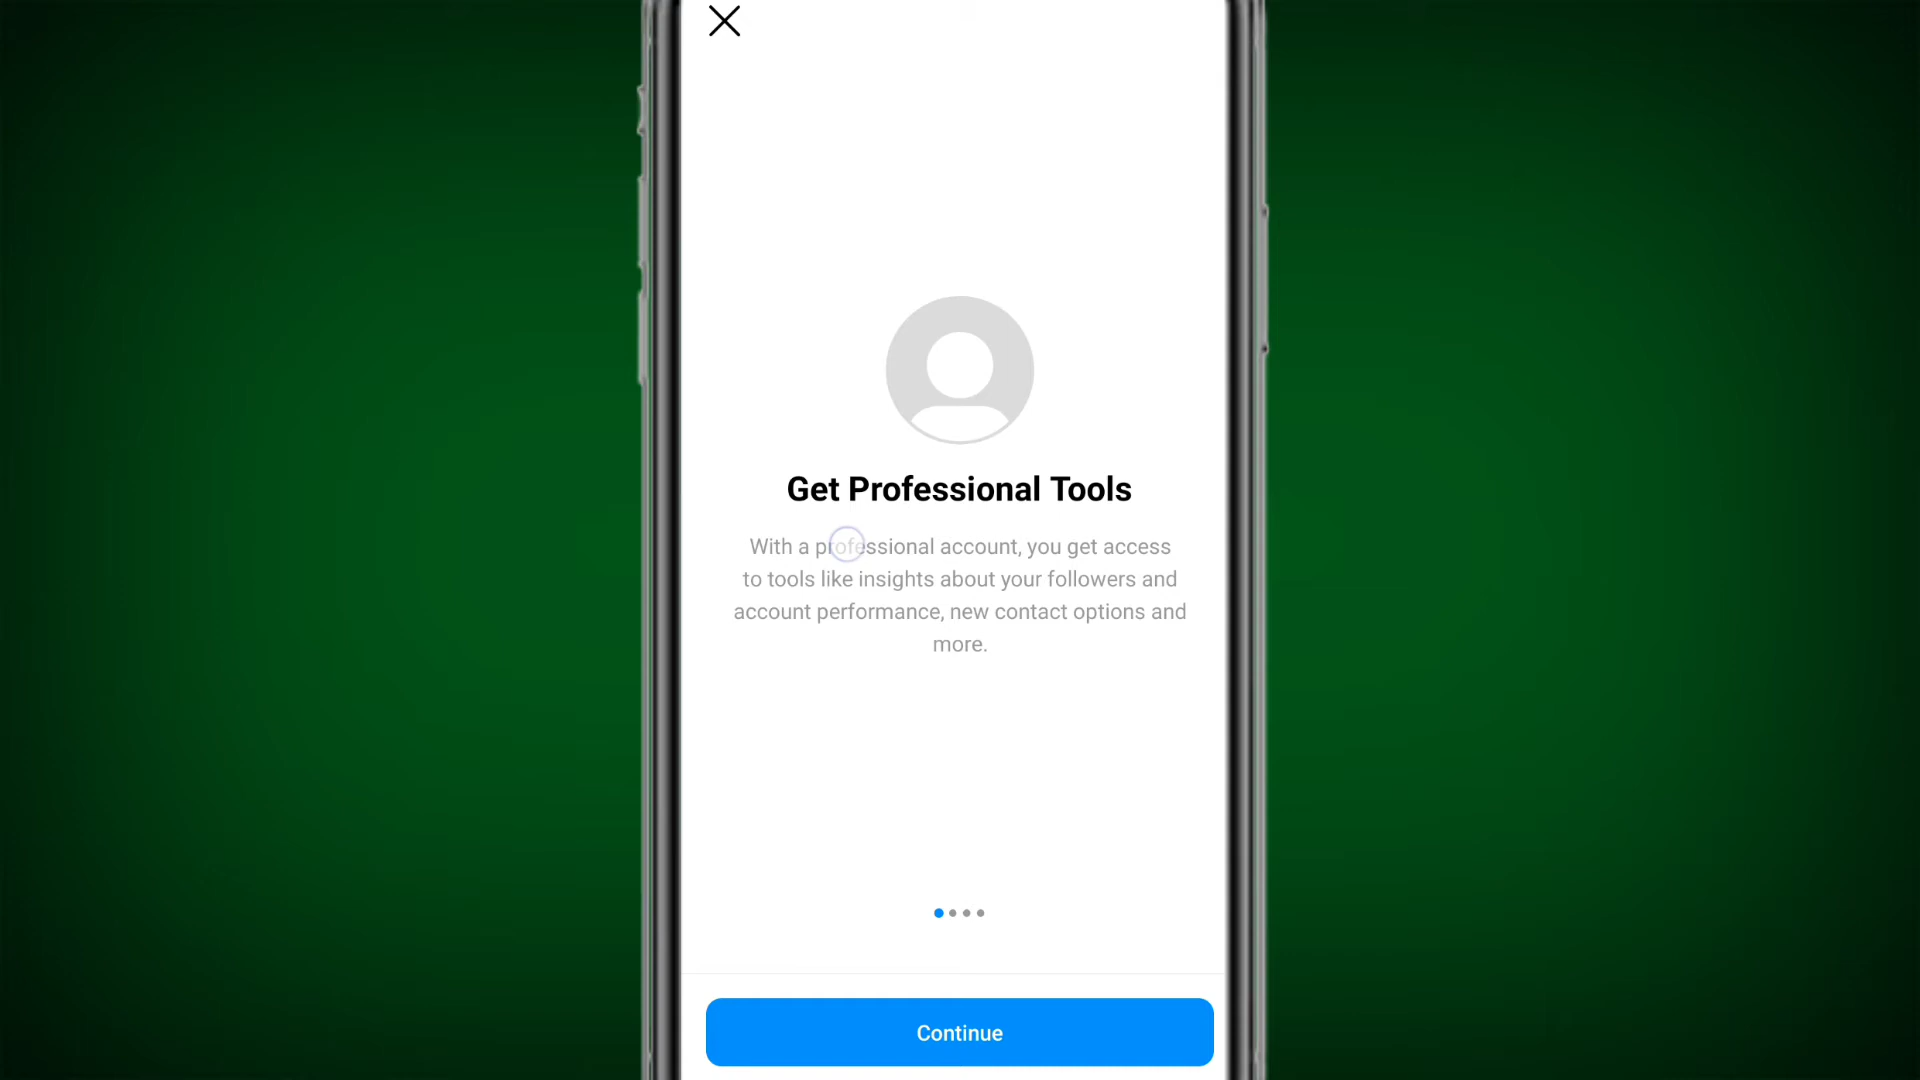 Get Professional Tools
With a professional account, you get access
to tools like insights about your followers and
account performance, new contact options and
more.
Continue